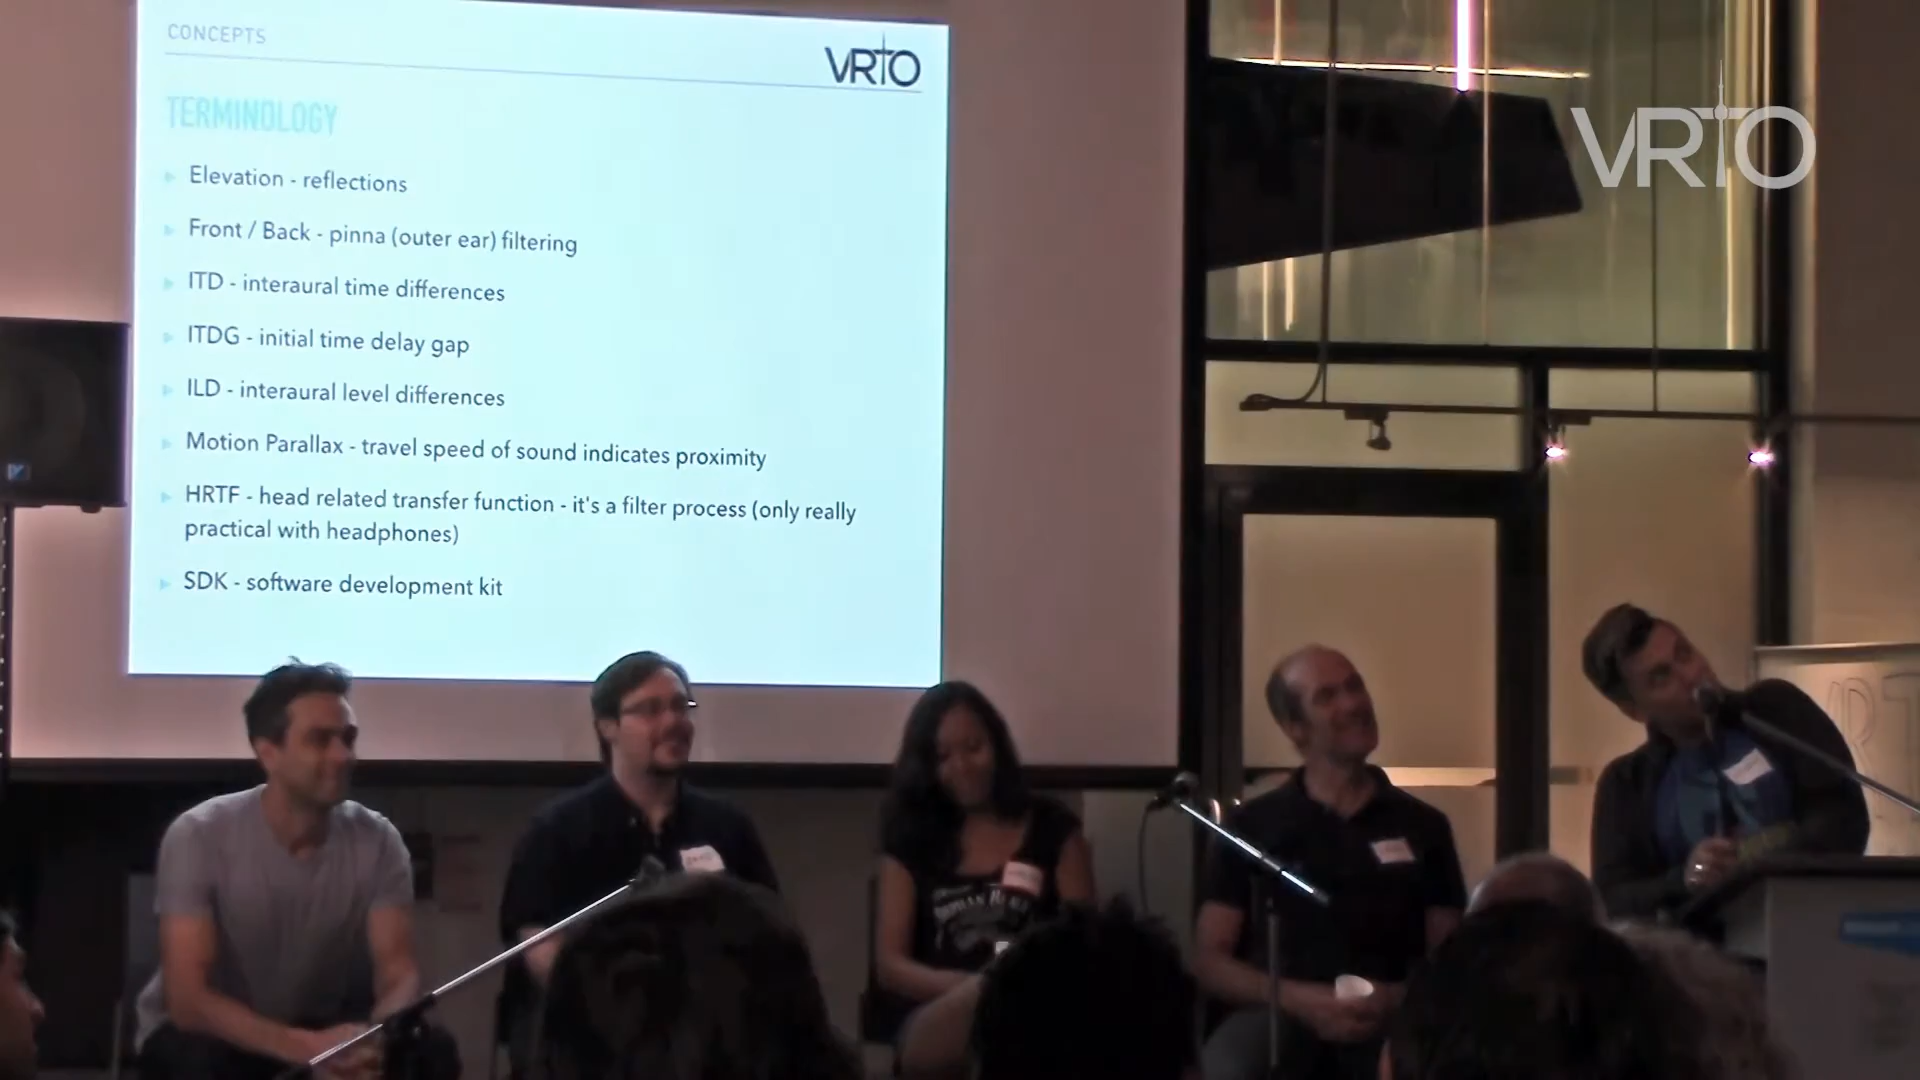 CONCEPTS
VRTO
TERMINOLOGY
Elevation - reflections
Front / Back - pinna (outer ear) filtering
ITD - interaural time differences
ITDG - initial time delay gap
ILD - interaural level differences
Motion Parallax - travel speed of sound indicates proximity
HRTF - head related transfer function - it's a filter process (only really
practical with headphones)
SDK - software development kit
VRTO